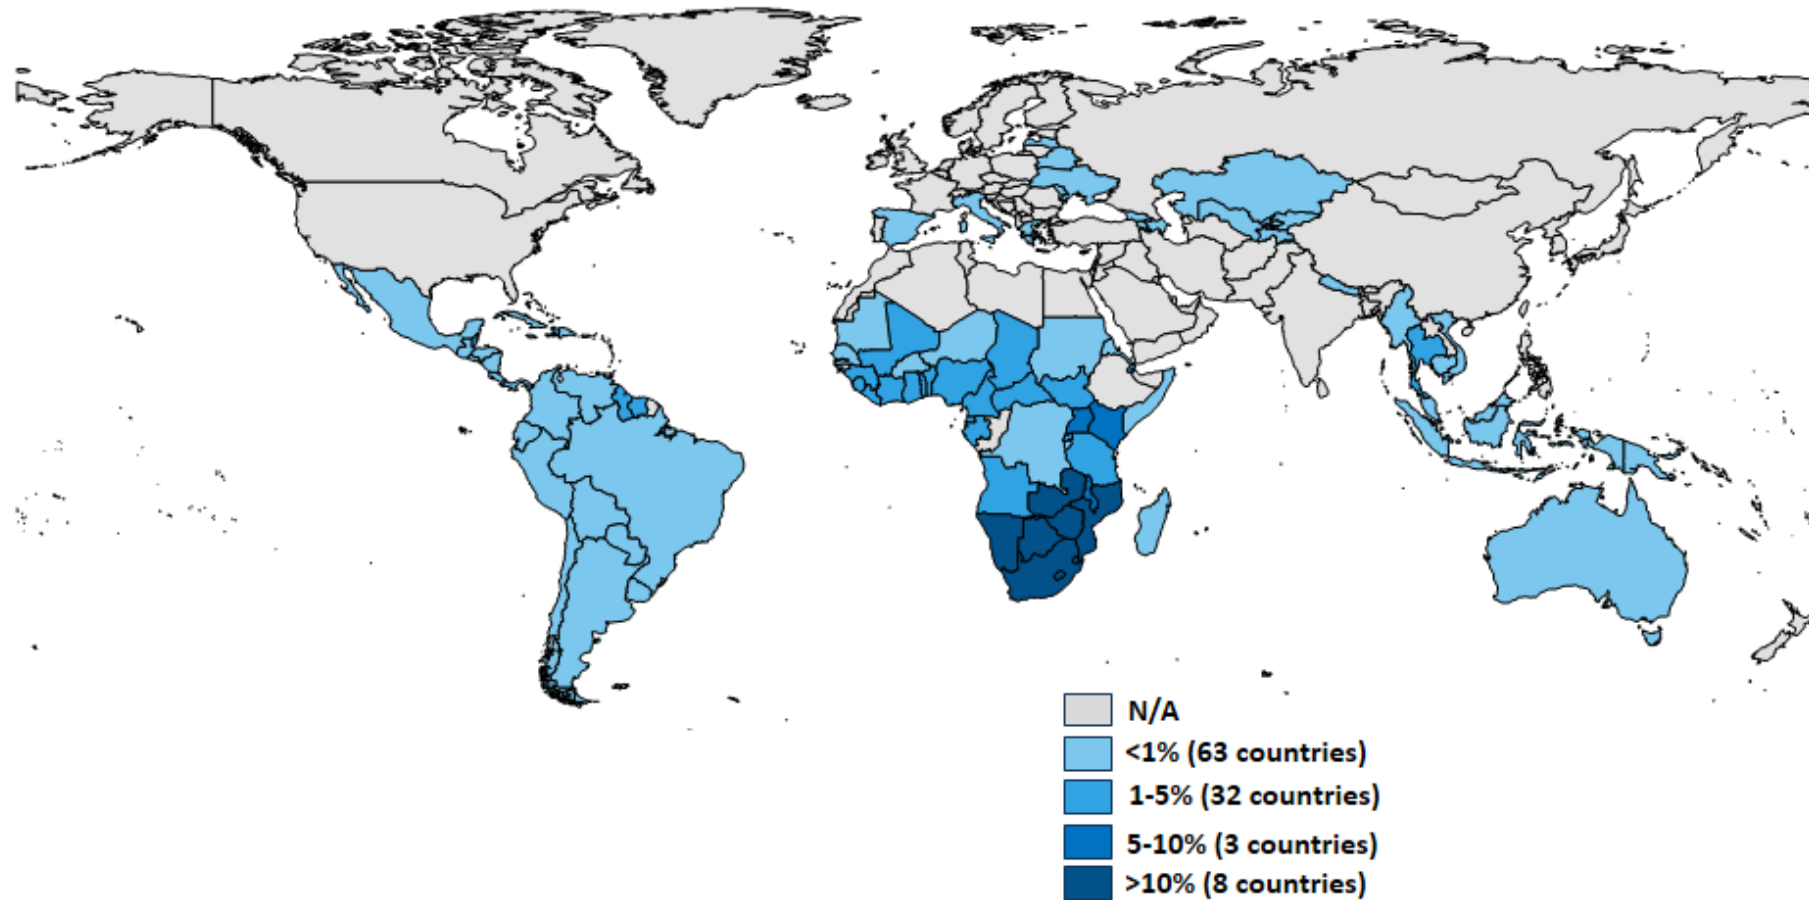 N/A
<1% (63 countries)
1-5% (32 countries)
5-10% (3 countries)
>10% (8 countries)